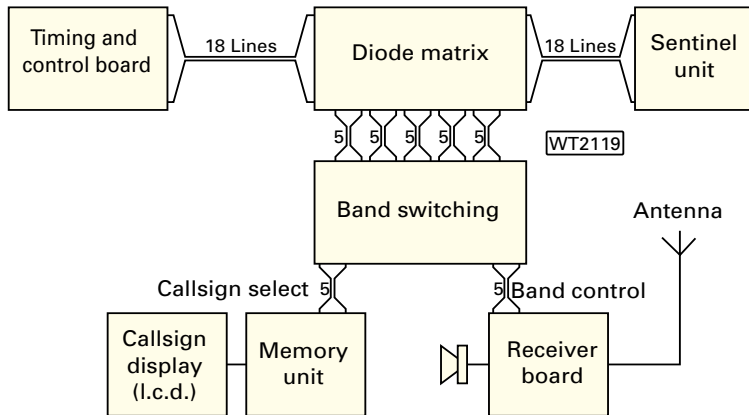 Timing and
control board
18 Lines
Diode matrix
18 Lines
Sentinel
unit
5 5 5 5 5
WT2119
Band switching
Antenna
Callsign select
5
5
Band control
Callsign
display
(l.c.d.)
Memory
unit
Receiver
board